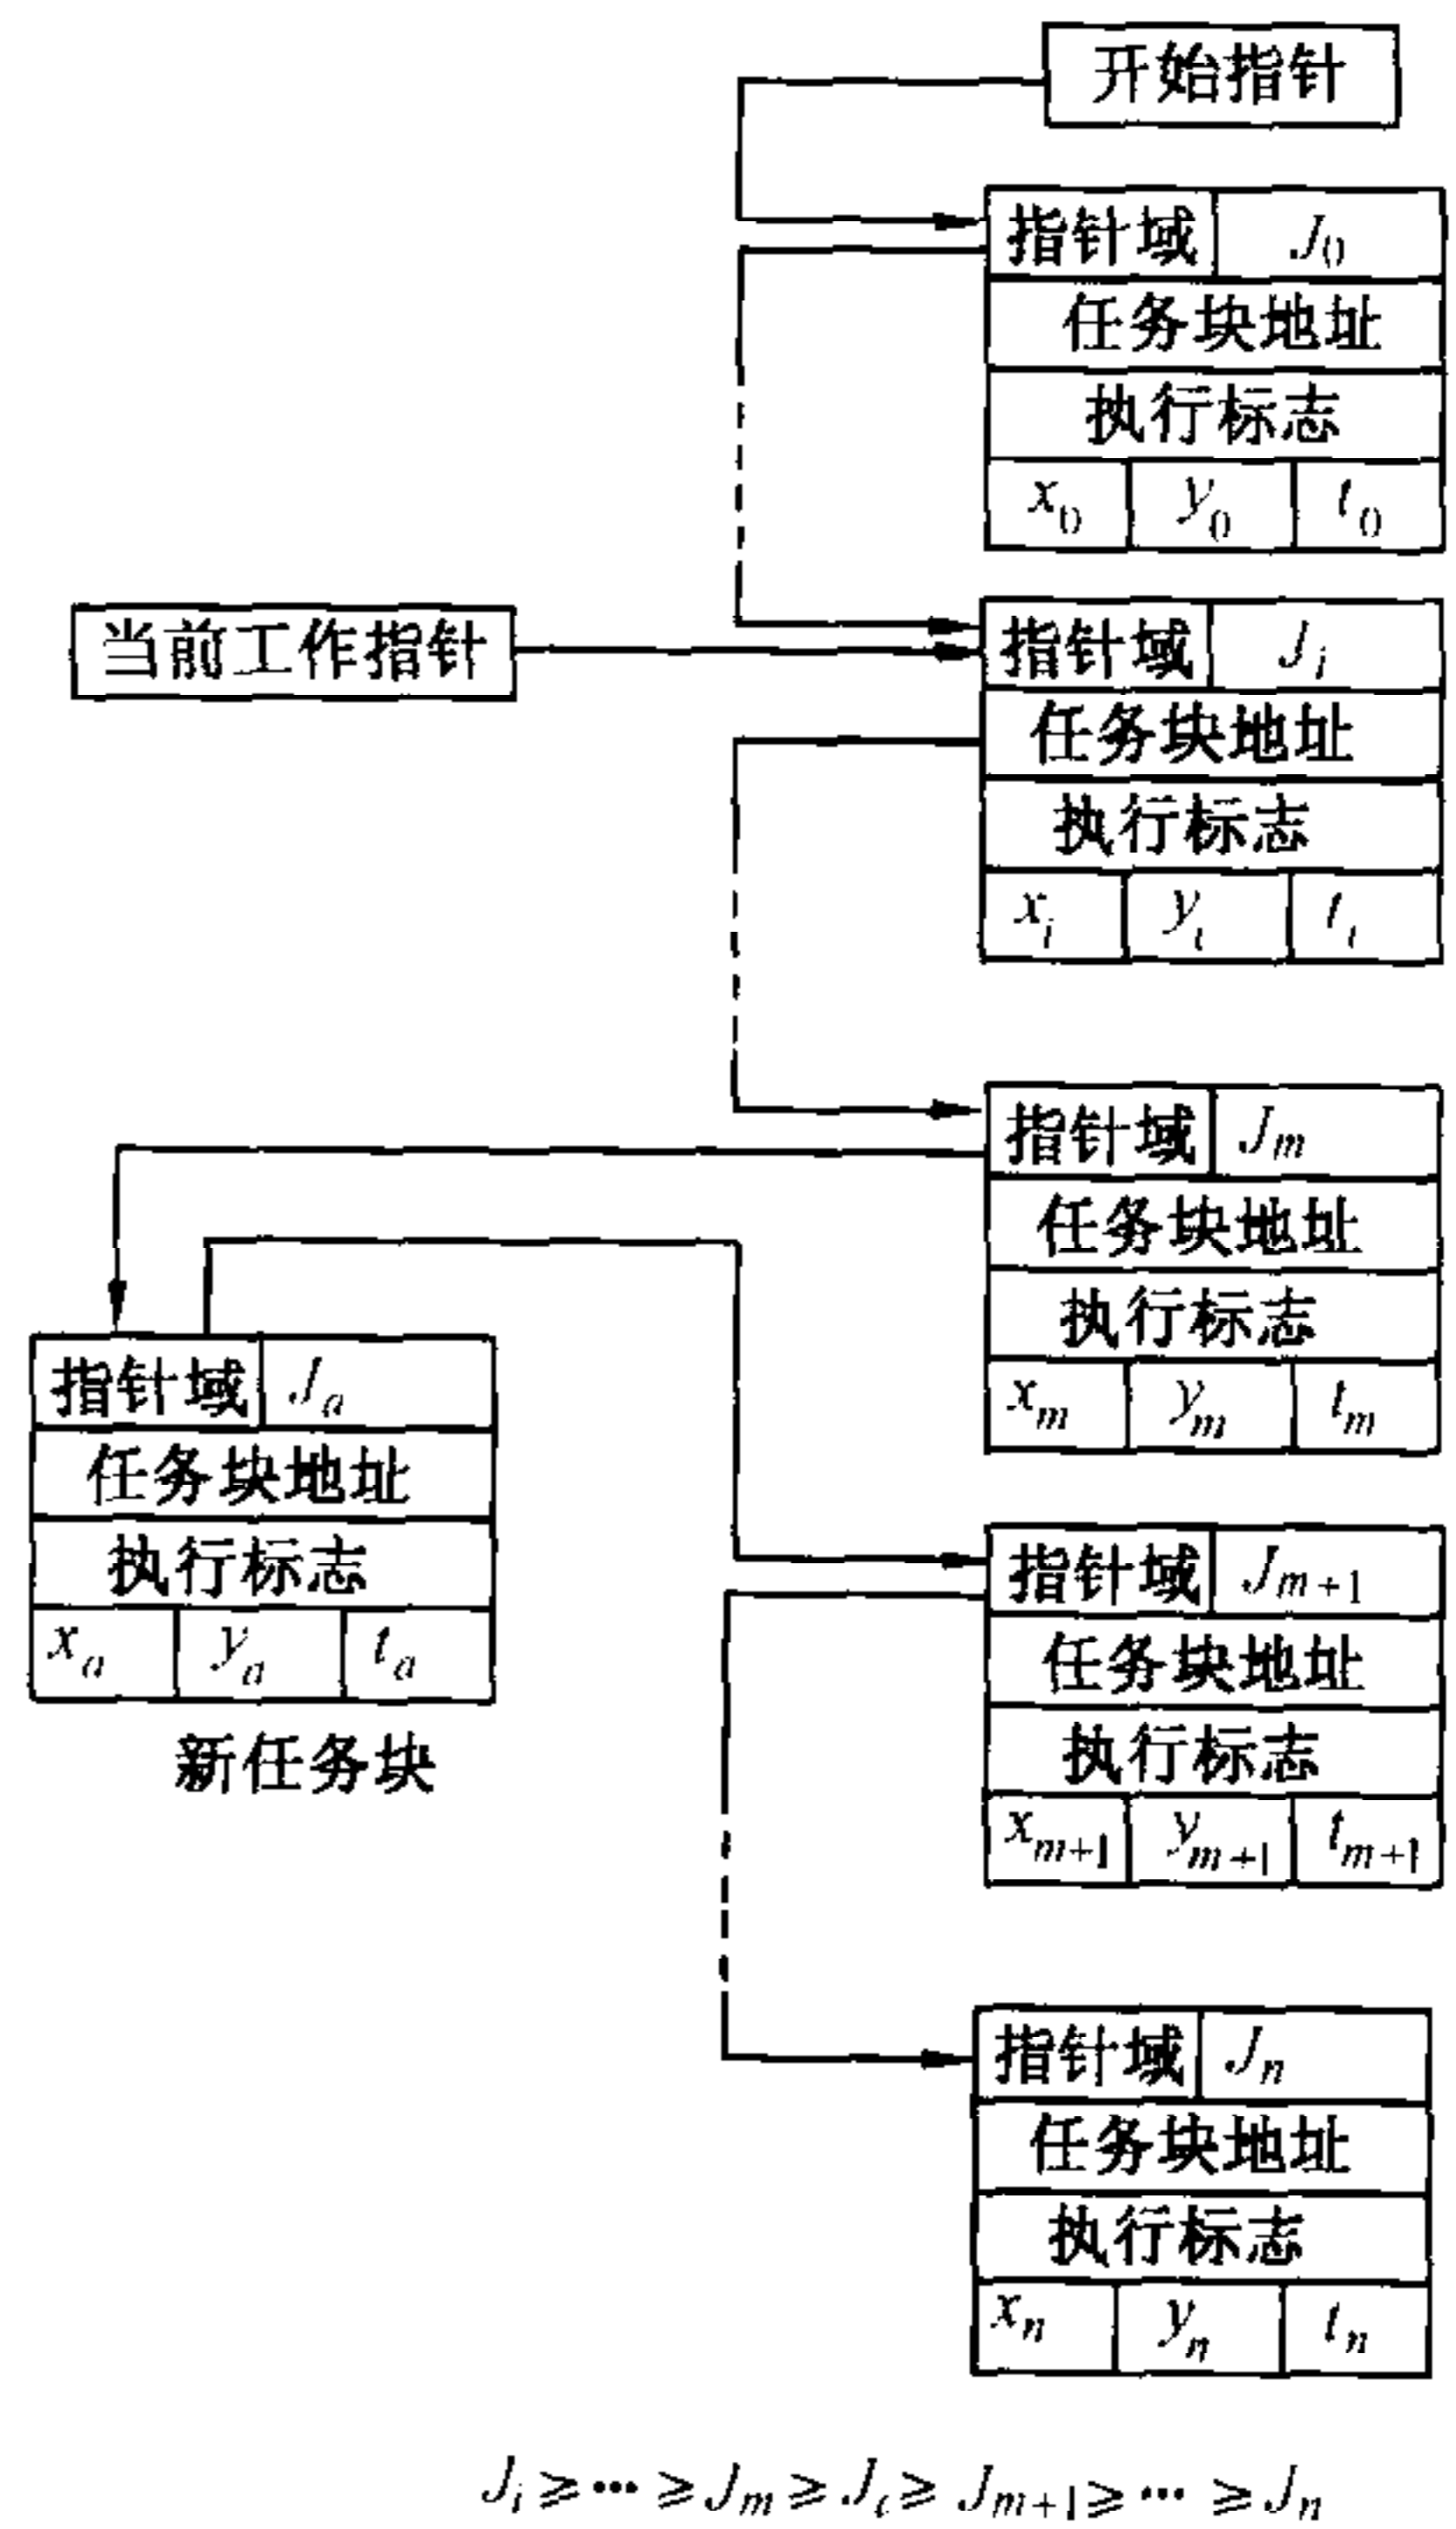 开始指针
指针域 J₀
任务块地址
执行标志
x₀ y₀ t₀
当前工作指针
指针域 Jᵢ
任务块地址
执行标志
xᵢ yᵢ tᵢ
指针域 Jₘ
任务块地址
执行标志
xₘ yₘ tₘ
指针域 Jₐ
任务块地址
执行标志
xₐ yₐ tₐ
新任务块
指针域 Jₘ₊₁
任务块地址
执行标志
xₘ₊₁ yₘ₊₁ tₘ₊₁
指针域 Jₙ
任务块地址
执行标志
xₙ yₙ tₙ
Jᵢ ≥ ⋯ ≥ Jₘ ≥ J ≥ Jₘ₊₁ ≥ ⋯ ≥ Jₙ